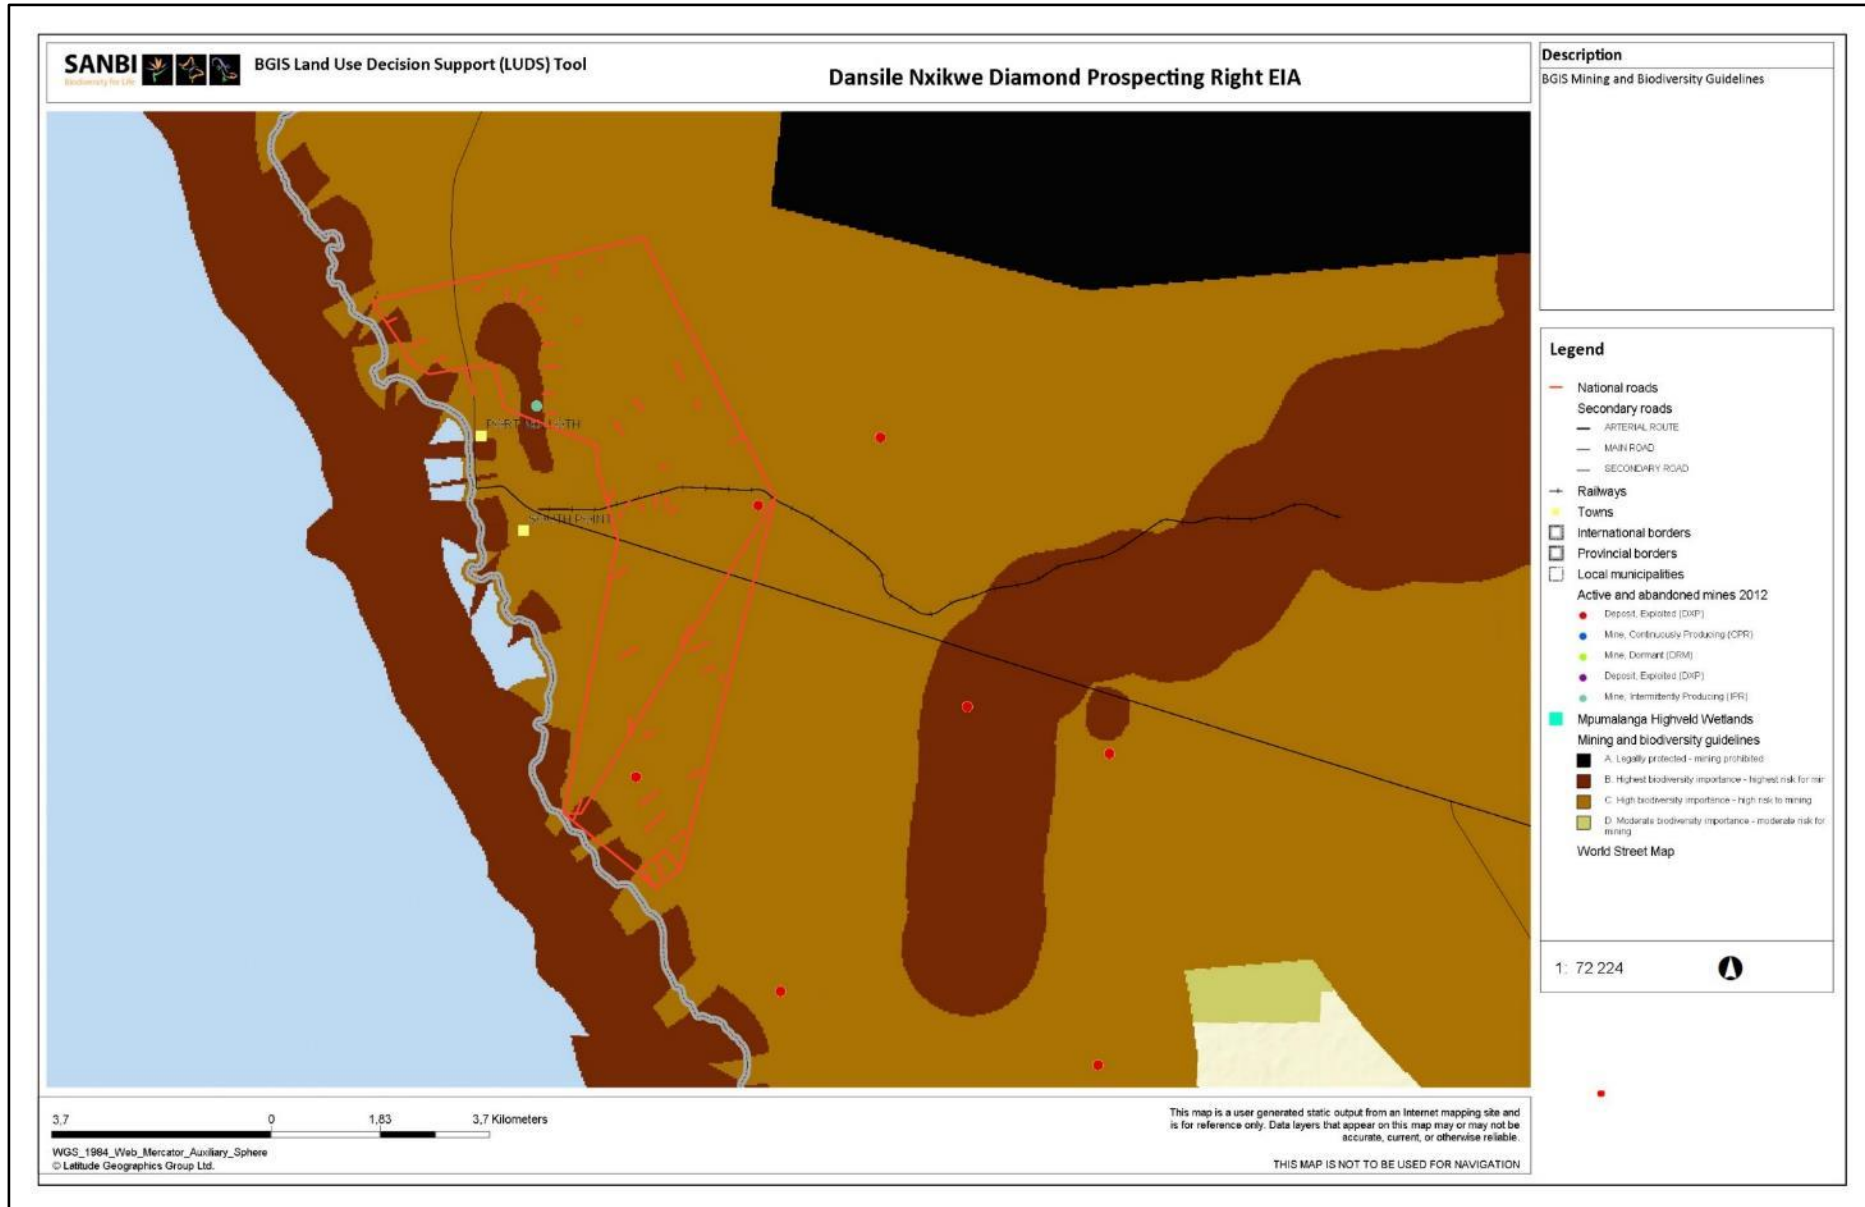 SANBI
Biodiversity for Life
BGIS Land Use Decision Support (LUDS) Tool
Dansile Nxikwe Diamond Prospecting Right EIA
Description
BGIS Mining and Biodiversity Guidelines
PORT NOLLOTH
SOUTH POINT
Legend
National roads
Secondary roads
ARTERIAL ROUTE
MAIN ROAD
SECONDARY ROAD
Railways
Towns
International borders
Provincial borders
Local municipalities
Active and abandoned mines 2012
Deposit, Exploited (DXP)
Mine, Continuously Producing (CPR)
Mine, Dormant (DRM)
Deposit, Exploited (DXP)
Mine, Intermittently Producing (IPR)
Mpumalanga Highveld Wetlands
Mining and biodiversity guidelines
A. Legally protected - mining prohibited
B. Highest biodiversity importance - highest risk for mir
C. High biodiversity importance - high risk to mining
D. Moderate biodiversity importance - moderate risk for
mining
World Street Map
1: 72 224
3,7 0 1,83 3,7 Kilometers
WGS_1984_Web_Mercator_Auxiliary_Sphere
© Latitude Geographics Group Ltd.
This map is a user generated static output from an Internet mapping site and
is for reference only. Data layers that appear on this map may or may not be
accurate, current, or otherwise reliable.
THIS MAP IS NOT TO BE USED FOR NAVIGATION